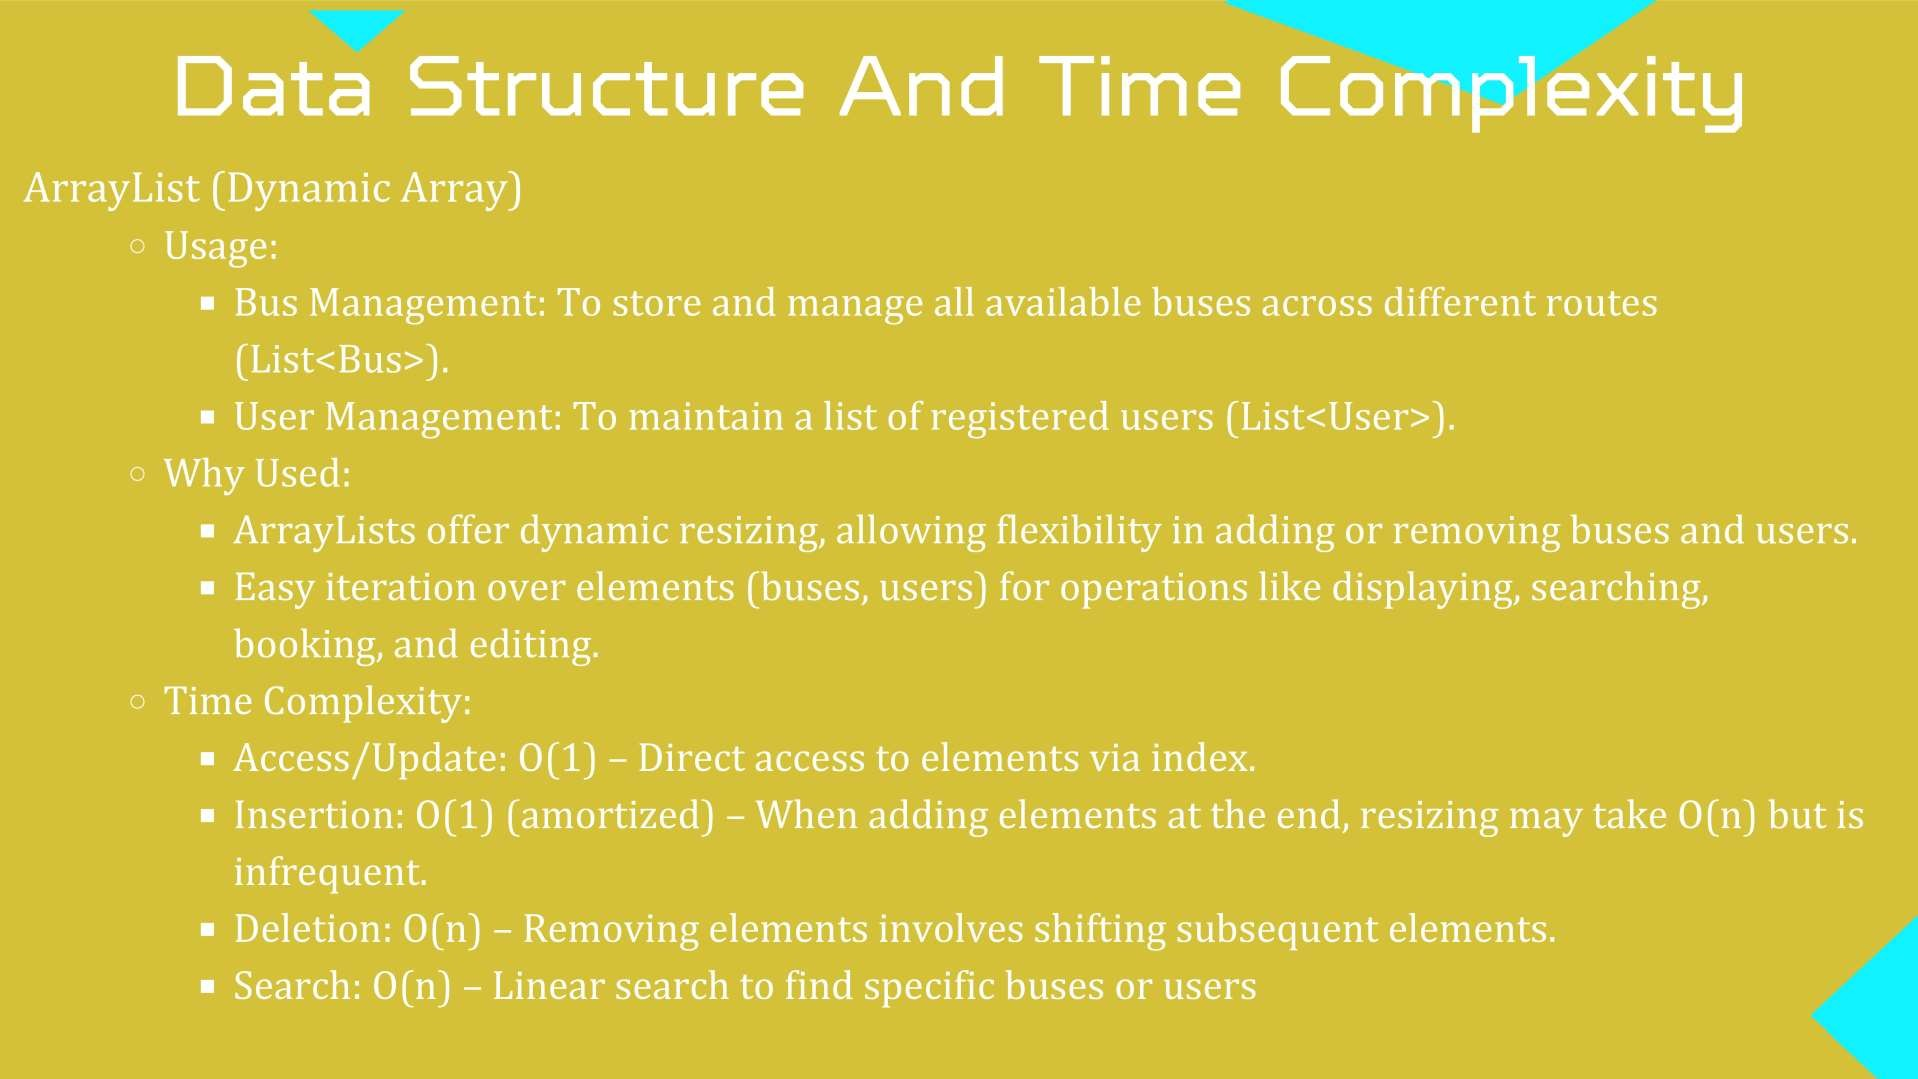 Data Structure And Time Complexity
ArrayList (Dynamic Array)
○ Usage:
■ Bus Management: To store and manage all available buses across different routes
(List<Bus>).
■ User Management: To maintain a list of registered users (List<User>).
○ Why Used:
■ ArrayLists offer dynamic resizing, allowing flexibility in adding or removing buses and users.
■ Easy iteration over elements (buses, users) for operations like displaying, searching,
booking, and editing.
○ Time Complexity:
■ Access/Update: O(1) – Direct access to elements via index.
■ Insertion: O(1) (amortized) – When adding elements at the end, resizing may take O(n) but is
infrequent.
■ Deletion: O(n) – Removing elements involves shifting subsequent elements.
■ Search: O(n) – Linear search to find specific buses or users